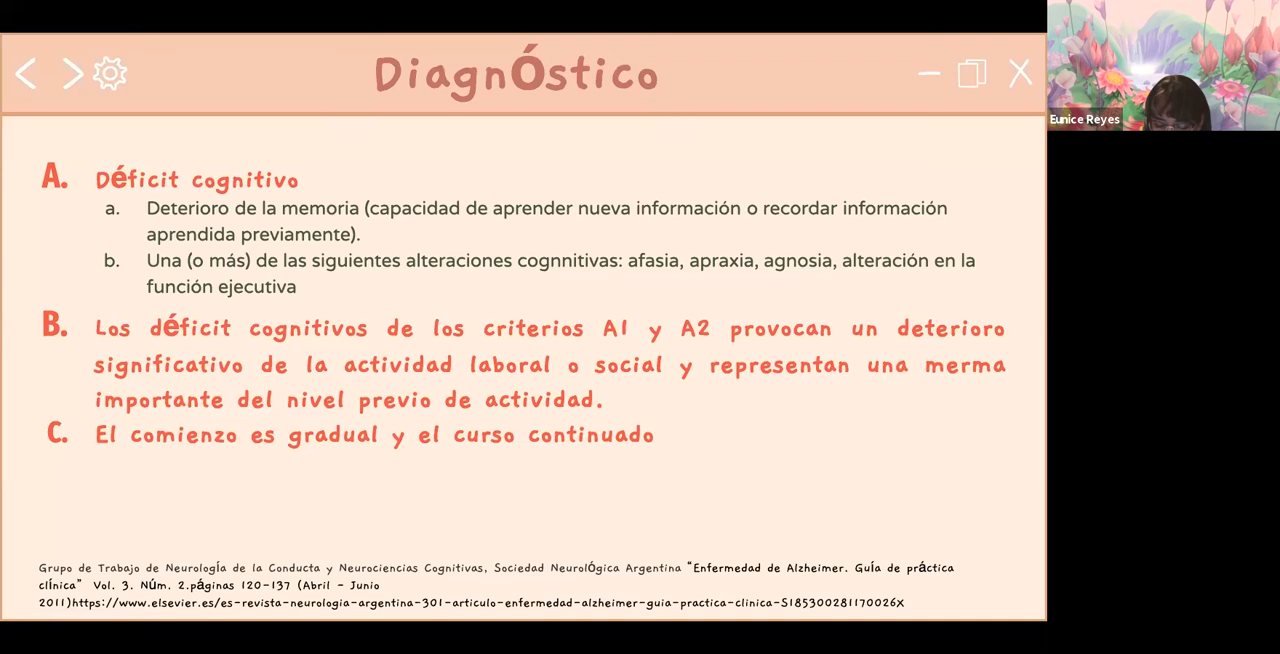 DiagnÓstico
Eunice Reyes
A. Déficit cognitivo
a. Deterioro de la memoria (capacidad de aprender nueva información o recordar información
aprendida previamente).
b. Una (o más) de las siguientes alteraciones cognnitivas: afasia, apraxia, agnosia, alteración en la
función ejecutiva
B. Los déficit cognitivos de los criterios A1 y A2 provocan un deterioro
significativo de la actividad laboral o social y representan una merma
importante del nivel previo de actividad.
C. El comienzo es gradual y el curso continuado
Grupo de Trabajo de Neurología de la Conducta y Neurociencias Cognitivas, Sociedad Neurológica Argentina "Enfermedad de Alzheimer. Guía de práctica
clínica" Vol. 3. Núm. 2.páginas 120-137 (Abril - Junio
2011)https://www.elsevier.es/es-revista-neurologia-argentina-301-articulo-enfermedad-alzheimer-guia-practica-clinica-S185300281170026X